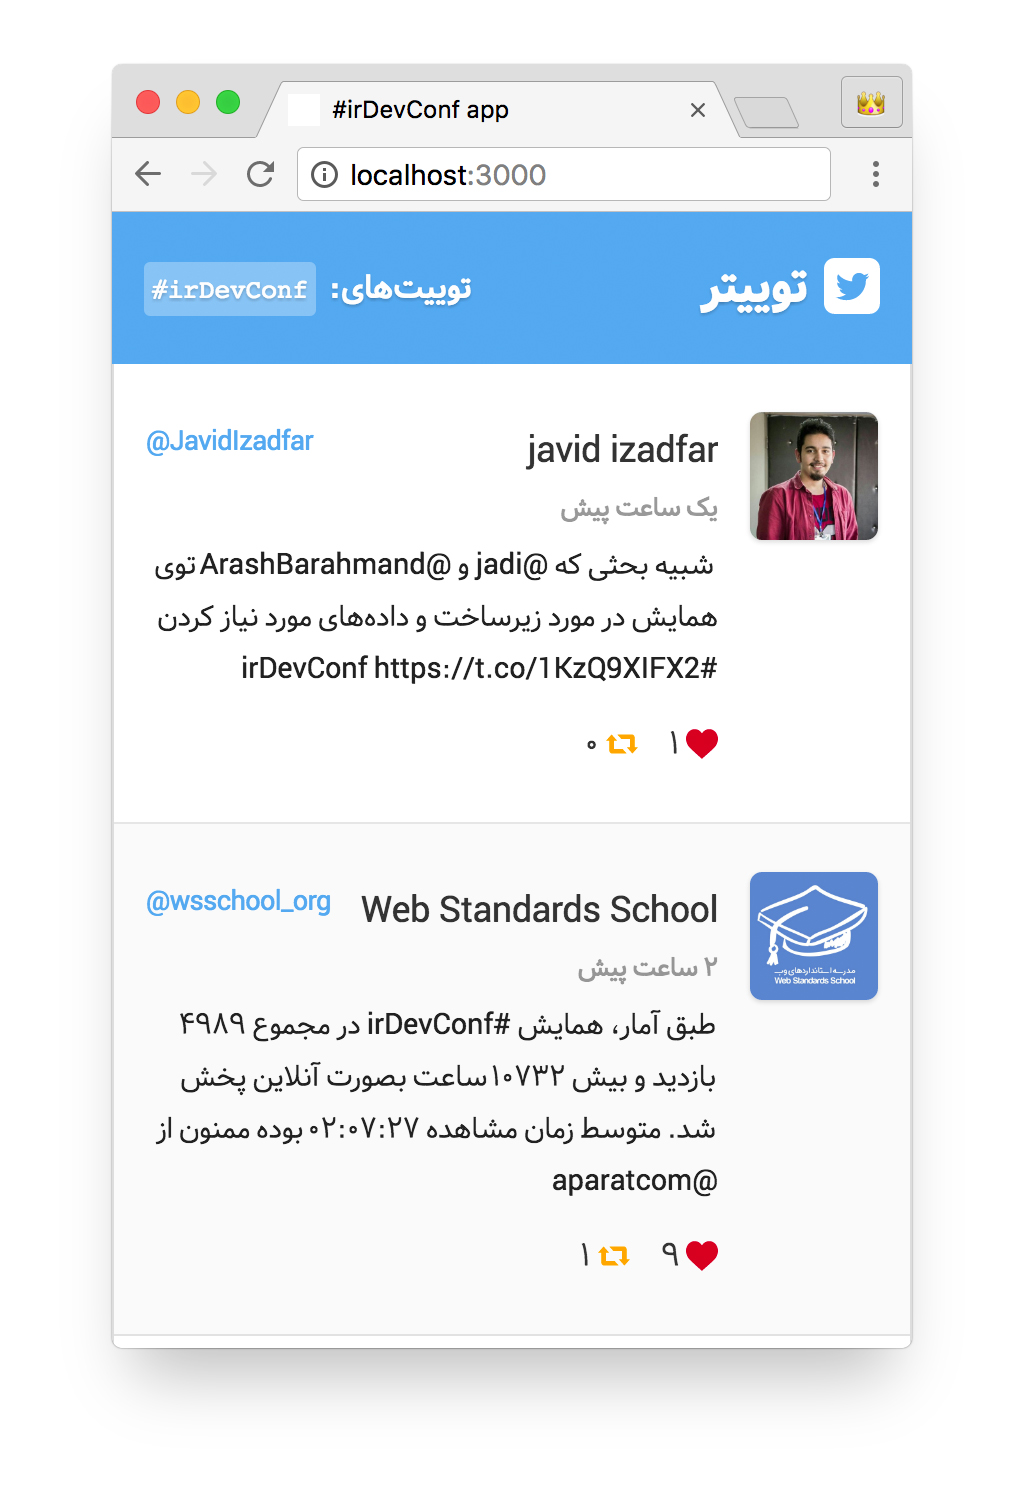 #irDevConf app
localhost:3000
توییتر
توییت‌های: #irDevConf
javid izadfar
@JavidIzadfar
یک ساعت پیش
شبیه بحثی که @jadi و @ArashBarahmand توی
همایش در مورد زیرساخت و داده‌های مورد نیاز کردن
#irDevConf https://t.co/1KzQ9XIFX2
۱ ۰
Web Standards School
@wsschool_org
مدرسه استانداردهای وب
Web Standards School
۲ ساعت پیش
طبق آمار، همایش #irDevConf در مجموع ۴۹۸۹
بازدید و بیش ۱۰۷۳۲ساعت بصورت آنلاین پخش
شد. متوسط زمان مشاهده ۰۲:۰۷:۲۷ بوده ممنون از
@aparatcom
۹ ۱